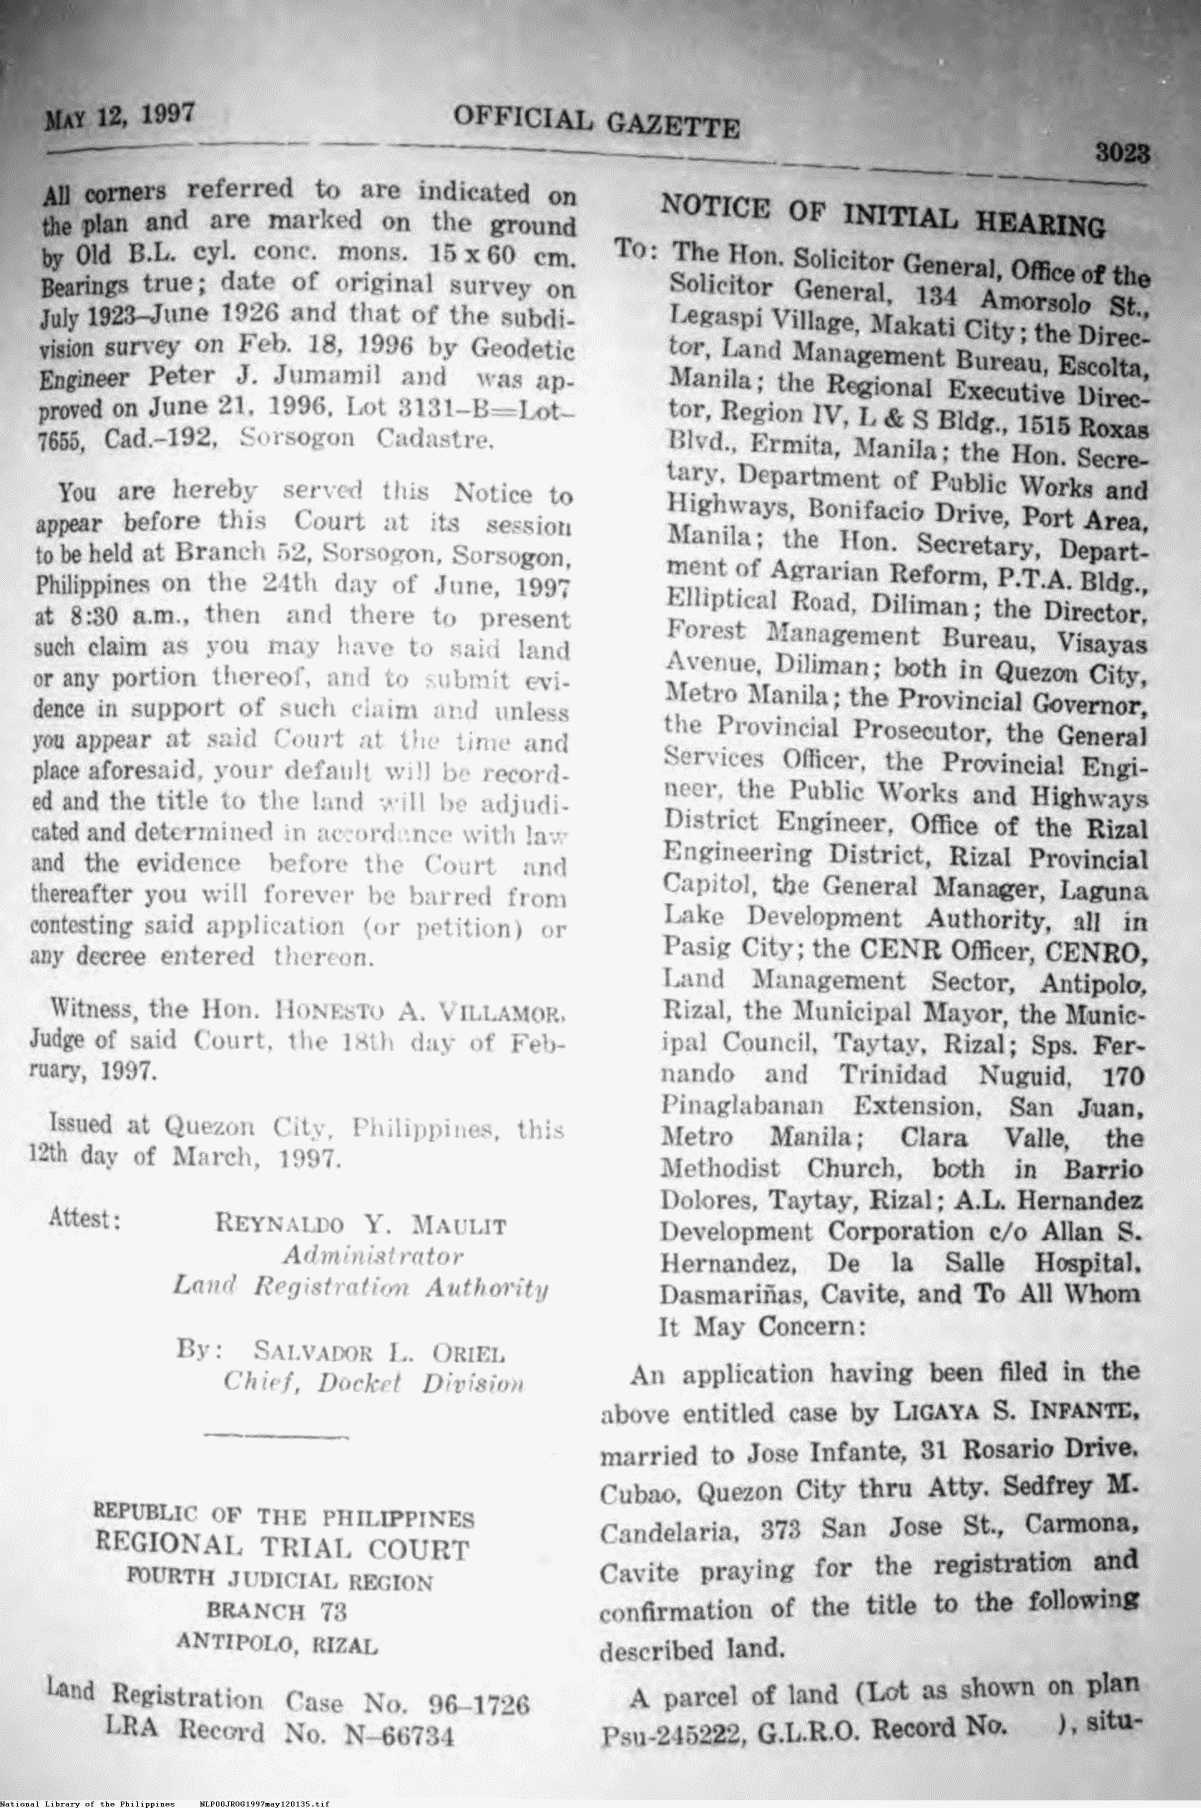 MAY 12, 1997
OFFICIAL GAZETTE
3023
All corners referred to are indicated on
the plan and are marked on the ground
by Old B.L. cyl. conc. mons. 15 x 60 cm.
Bearings true; date of original survey on
July 1923–June 1926 and that of the subdi-
vision survey on Feb. 18, 1996 by Geodetic
Engineer Peter J. Jumamil and was ap-
proved on June 21, 1996, Lot 3131–B=Lot–
7655, Cad.–192, Sorsogon Cadastre.
You are hereby served this Notice to
appear before this Court at its session
to be held at Branch 52, Sorsogon, Sorsogon,
Philippines on the 24th day of June, 1997
at 8:30 a.m., then and there to present
such claim as you may have to said land
or any portion thereof, and to submit evi-
dence in support of such claim and unless
you appear at said Court at the time and
place aforesaid, your default will be record-
ed and the title to the land will be adjudi-
cated and determined in accordance with law
and the evidence before the Court and
thereafter you will forever be barred from
contesting said application (or petition) or
any decree entered thereon.
Witness, the Hon. HONESTO A. VILLAMOR,
Judge of said Court, the 18th day of Feb-
ruary, 1997.
Issued at Quezon City, Philippines, this
12th day of March, 1997.
Attest: REYNALDO Y. MAULIT
Administrator
Land Registration Authority
By: SALVADOR L. ORIEL
Chief, Docket Division
REPUBLIC OF THE PHILIPPINES
REGIONAL TRIAL COURT
FOURTH JUDICIAL REGION
BRANCH 73
ANTIPOLO, RIZAL
Land Registration Case No. 96–1726
LRA Record No. N–66734
NOTICE OF INITIAL HEARING
To: The Hon. Solicitor General, Office of the
Solicitor General, 134 Amorsolo St.,
Legaspi Village, Makati City; the Direc-
tor, Land Management Bureau, Escolta,
Manila; the Regional Executive Direc-
tor, Region IV, L & S Bldg., 1515 Roxas
Blvd., Ermita, Manila; the Hon. Secre-
tary, Department of Public Works and
Highways, Bonifacio Drive, Port Area,
Manila; the Hon. Secretary, Depart-
ment of Agrarian Reform, P.T.A. Bldg.,
Elliptical Road, Diliman; the Director,
Forest Management Bureau, Visayas
Avenue, Diliman; both in Quezon City,
Metro Manila; the Provincial Governor,
the Provincial Prosecutor, the General
Services Officer, the Provincial Engi-
neer, the Public Works and Highways
District Engineer, Office of the Rizal
Engineering District, Rizal Provincial
Capitol, the General Manager, Laguna
Lake Development Authority, all in
Pasig City; the CENR Officer, CENRO,
Land Management Sector, Antipolo,
Rizal, the Municipal Mayor, the Munic-
ipal Council, Taytay, Rizal; Sps. Fer-
nando and Trinidad Nuguid, 170
Pinaglabanan Extension, San Juan,
Metro Manila; Clara Valle, the
Methodist Church, both in Barrio
Dolores, Taytay, Rizal; A.L. Hernandez
Development Corporation c/o Allan S.
Hernandez, De la Salle Hospital,
Dasmariñas, Cavite, and To All Whom
It May Concern:
An application having been filed in the
above entitled case by LIGAYA S. INFANTE,
married to Jose Infante, 31 Rosario Drive,
Cubao, Quezon City thru Atty. Sedfrey M.
Candelaria, 373 San Jose St., Carmona,
Cavite praying for the registration and
confirmation of the title to the following
described land.
A parcel of land (Lot as shown on plan
Psu-245222, G.L.R.O. Record No. ), situ-
National Library of the Philippines NLP00JROG1997may120135.tif